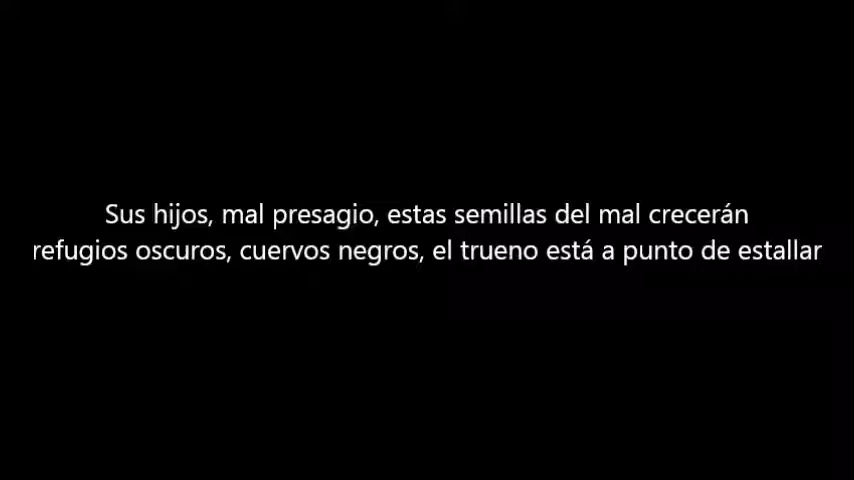 Sus hijos, mal presagio, estas semillas del mal crecerán
refugios oscuros, cuervos negros, el trueno está a punto de estallar